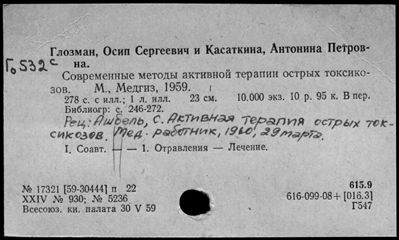 Глозман, Осип Сергеевич и Касаткина, Антонина Петров-
на.
Го532с
Современные методы активной терапии острых токсико-
зов. М., Медгиз, 1959.
278 с. с илл.; 1 л. илл. 23 см. 10.000 экз. 10 р. 95 к. В пер.
Библиогр: с. 246-272.
Рец: Ашбель, С. Активная терапия острых ток-
сикозов. Мед. работник, 1960, 29 марта.
I. Соавт. — — 1. Отравления — Лечение.
№ 17321 [59-30444] п 22
XXIV № 930; № 5236
Всесоюз. кн. палата 30 V 59
615.9
616-099-08+[016.3]
Г547